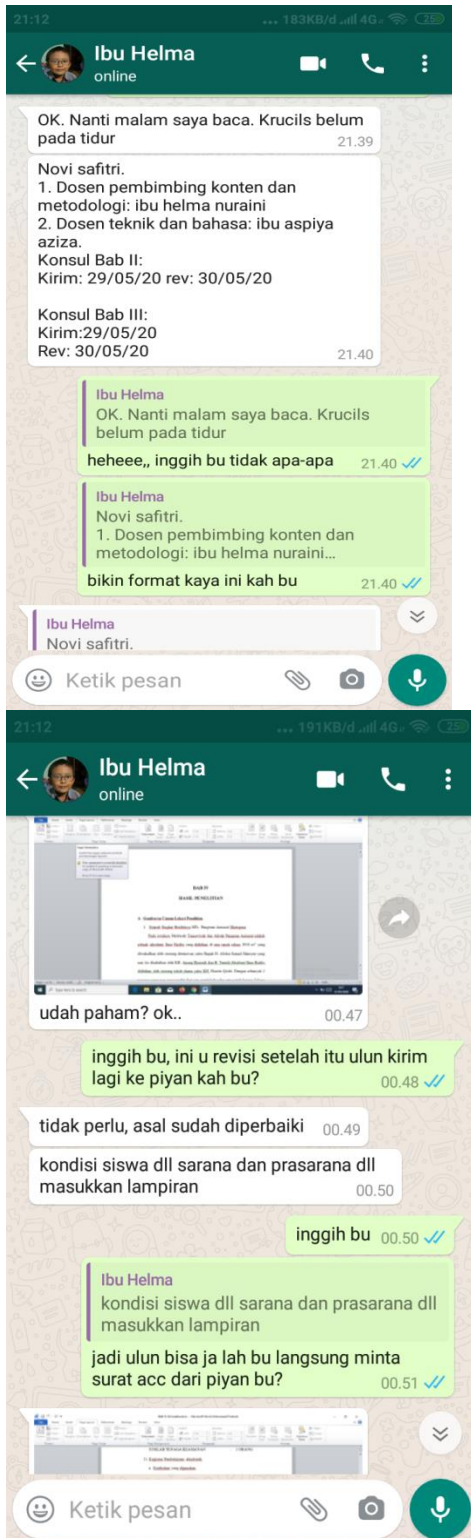 21:12 ... 183KB/d 4G 25
Ibu Helma
online
OK. Nanti malam saya baca. Krucils belum
pada tidur
21.39
Novi safitri.
1. Dosen pembimbing konten dan
metodologi: ibu helma nuraini
2. Dosen teknik dan bahasa: ibu aspiya
aziza.
Konsul Bab II:
Kirim: 29/05/20 rev: 30/05/20
Konsul Bab III:
Kirim:29/05/20
Rev: 30/05/20
21.40
Ibu Helma
OK. Nanti malam saya baca. Krucils
belum pada tidur
heheee,, inggih bu tidak apa-apa 21.40
Ibu Helma
Novi safitri.
1. Dosen pembimbing konten dan
metodologi: ibu helma nuraini...
bikin format kaya ini kah bu 21.40
Ibu Helma
Novi safitri.
Ketik pesan
21:12 ... 191KB/d 4G 25
Ibu Helma
online
BAB IV
HASIL PENELITIAN
udah paham? ok.. 00.47
inggih bu, ini u revisi setelah itu ulun kirim
lagi ke piyan kah bu? 00.48
tidak perlu, asal sudah diperbaiki 00.49
kondisi siswa dll sarana dan prasarana dll
masukkan lampiran 00.50
inggih bu 00.50
Ibu Helma
kondisi siswa dll sarana dan prasarana dll
masukkan lampiran
jadi ulun bisa ja lah bu langsung minta
surat acc dari piyan bu? 00.51
Ketik pesan